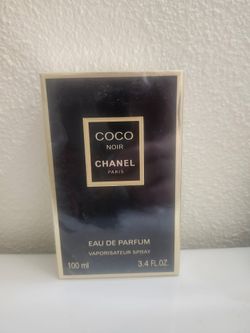 COCO
NOIR
CHANEL
PARIS
EAU DE PARFUM
VAPORISATEUR SPRAY
100 ml 3.4 FL.OZ.